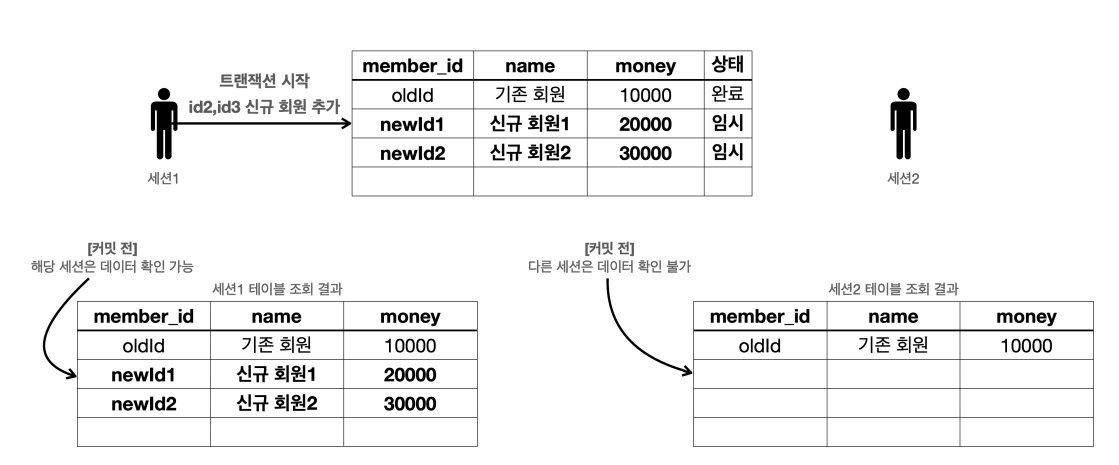 트랜잭션 시작
id2,id3 신규 회원 추가
세션1
member_id name money 상태
oldId 기존 회원 10000 완료
newId1 신규 회원1 20000 임시
newId2 신규 회원2 30000 임시
세션2
[커밋 전]
해당 세션은 데이터 확인 가능
세션1 테이블 조회 결과
member_id name money
oldId 기존 회원 10000
newId1 신규 회원1 20000
newId2 신규 회원2 30000
[커밋 전]
다른 세션은 데이터 확인 불가
세션2 테이블 조회 결과
member_id name money
oldId 기존 회원 10000